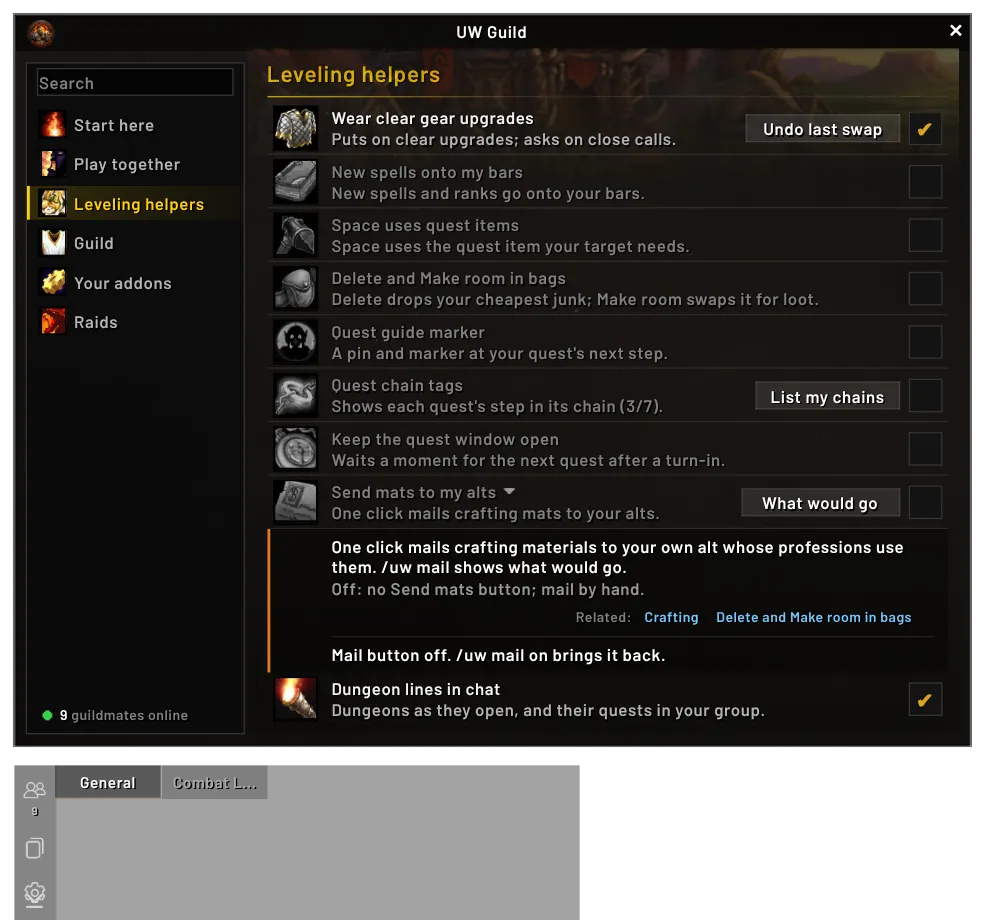 UW Guild
Search
Start here
Play together
Leveling helpers
Guild
Your addons
Raids
9 guildmates online
Leveling helpers
Wear clear gear upgrades
Puts on clear upgrades; asks on close calls.
Undo last swap
New spells onto my bars
New spells and ranks go onto your bars.
Space uses quest items
Space uses the quest item your target needs.
Delete and Make room in bags
Delete drops your cheapest junk; Make room swaps it for loot.
Quest guide marker
A pin and marker at your quest's next step.
Quest chain tags
Shows each quest's step in its chain (3/7).
List my chains
Keep the quest window open
Waits a moment for the next quest after a turn-in.
Send mats to my alts
One click mails crafting mats to your alts.
What would go
One click mails crafting materials to your own alt whose professions use
them. /uw mail shows what would go.
Off: no Send mats button; mail by hand.
Related: Crafting Delete and Make room in bags
Mail button off. /uw mail on brings it back.
Dungeon lines in chat
Dungeons as they open, and their quests in your group.
General
Combat L...
9